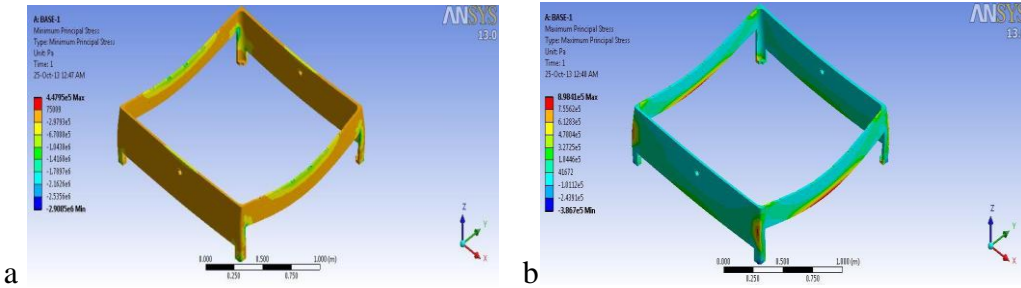 A: BASE-1
Minimum Principal Stress
Type: Minimum Principal Stress
Unit: Pa
Time: 1
25-Oct-13 12:47 AM
ANSYS
13.0
4.4795e5 Max
75009
-2.9793e5
-6.7088e5
-1.0438e6
-1.4168e6
-1.7897e6
-2.1626e6
-2.5356e6
-2.9085e6 Min
0.000 0.500 1.000 (m)
0.250 0.750
Z
Y
X
a
A: BASE-1
Maximum Principal Stress
Type: Maximum Principal Stress
Unit: Pa
Time: 1
25-Oct-13 12:48 AM
ANSYS
13
8.9841e5 Max
7.5562e5
6.1283e5
4.7004e5
3.2725e5
1.8446e5
41672
-1.0112e5
-2.4391e5
-3.867e5 Min
0.000 0.500 1.000 (m)
0.250 0.750
Z
Y
X
b